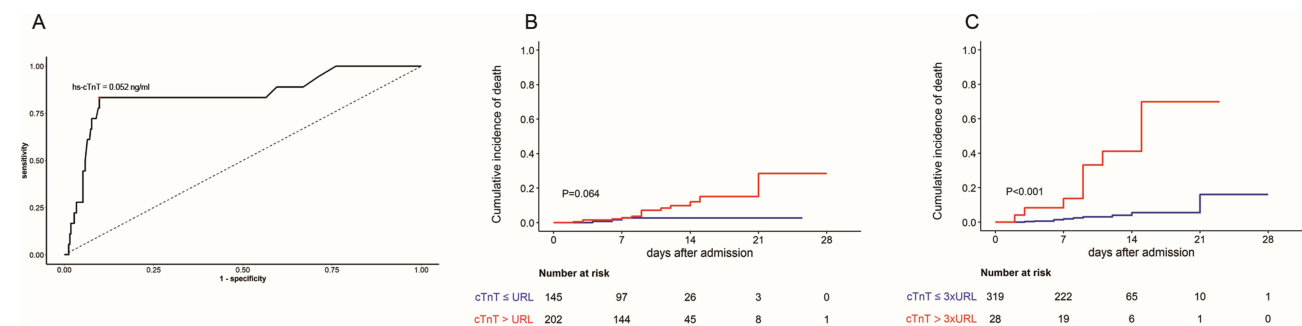 A
hs-cTnT = 0.052 ng/ml
1.00
0.75
0.50
0.25
0.00
sensitivity
0.00 0.25 0.50 0.75 1.00
1 - specificity
B
Cumulative incidence of death
1.0
0.8
0.6
0.4
0.2
0.0
P=0.064
0 7 14 21 28
days after admission
Number at risk
cTnT ≤ URL 145 97 26 3 0
cTnT > URL 202 144 45 8 1
C
Cumulative incidence of death
1.0
0.8
0.6
0.4
0.2
0.0
P<0.001
0 7 14 21 28
days after admission
Number at risk
cTnT ≤ 3xURL 319 222 65 10 1
cTnT > 3xURL 28 19 6 1 0